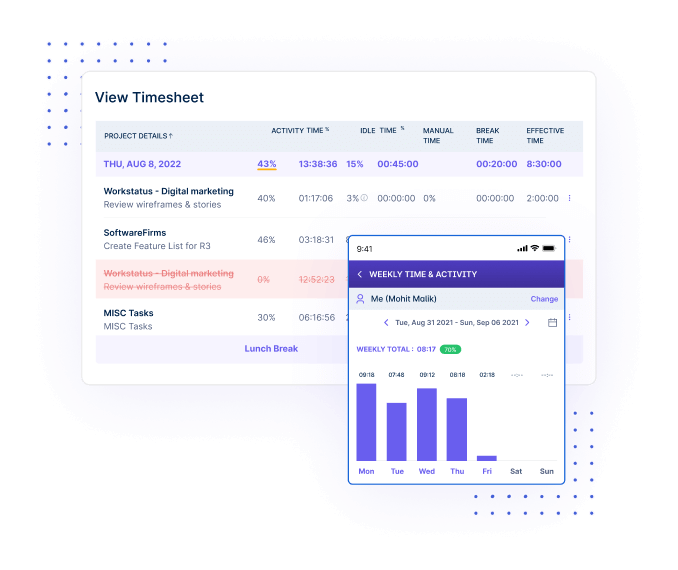 View Timesheet
PROJECT DETAILS↑ ACTIVITY TIME % IDLE TIME % MANUAL TIME BREAK TIME EFFECTIVE TIME
THU, AUG 8, 2022 43% 13:38:36 15% 00:45:00 00:20:00 8:30:00
Workstatus - Digital marketing
Review wireframes & stories
40% 01:17:06 3% 00:00:00 0% 00:00:00 2:00:00
SoftwareFirms
Create Feature List for R3
46% 03:18:31
Workstatus - Digital marketing
Review wireframes & stories
0% 12:52:23
MISC Tasks
MISC Tasks
30% 06:16:56
Lunch Break
9:41
WEEKLY TIME & ACTIVITY
Me (Mohit Malik) Change
Tue, Aug 31 2021 - Sun, Sep 06 2021
WEEKLY TOTAL : 08:17 70%
09:18 07:48 09:12 08:18 02:18 --:-- --:--
Mon Tue Wed Thu Fri Sat Sun